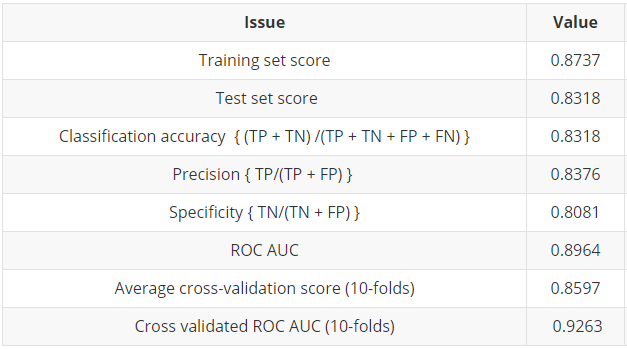 Issue Value
Training set score 0.8737
Test set score 0.8318
Classification accuracy { (TP + TN) /(TP + TN + FP + FN) } 0.8318
Precision { TP/(TP + FP) } 0.8376
Specificity { TN/(TN + FP) } 0.8081
ROC AUC 0.8964
Average cross-validation score (10-folds) 0.8597
Cross validated ROC AUC (10-folds) 0.9263